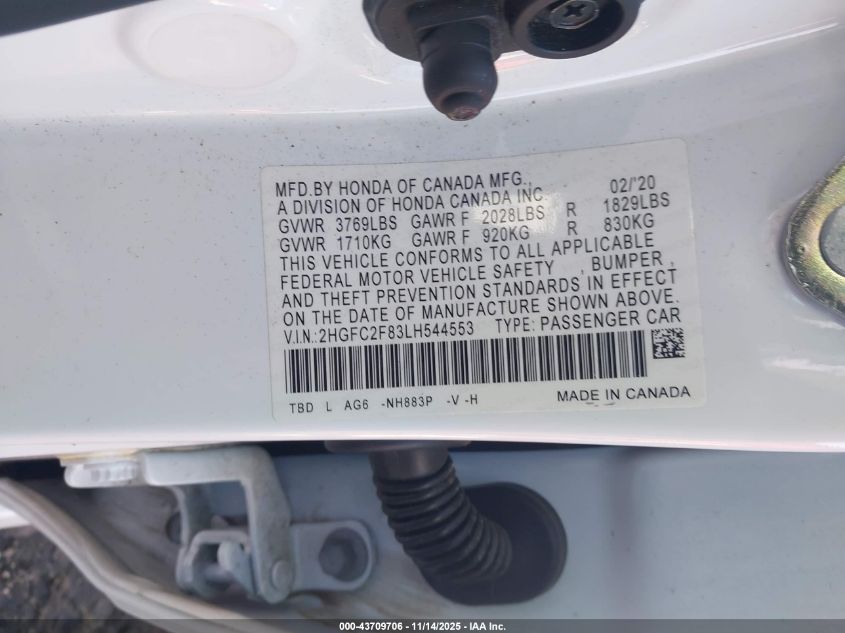 MFD.BY HONDA OF CANADA MFG., 02/'20
A DIVISION OF HONDA CANADA INC.
GVWR 3769LBS GAWR F 2028LBS R 1829LBS
GVWR 1710KG GAWR F 920KG R 830KG
THIS VEHICLE CONFORMS TO ALL APPLICABLE
FEDERAL MOTOR VEHICLE SAFETY , BUMPER ,
AND THEFT PREVENTION STANDARDS IN EFFECT
ON THE DATE OF MANUFACTURE SHOWN ABOVE.
V.I.N.:2HGFC2F83LH544553 TYPE: PASSENGER CAR
TBD L AG6 -NH883P -V -H MADE IN CANADA
000-43709706 | 11/14/2025 | IAA Inc.